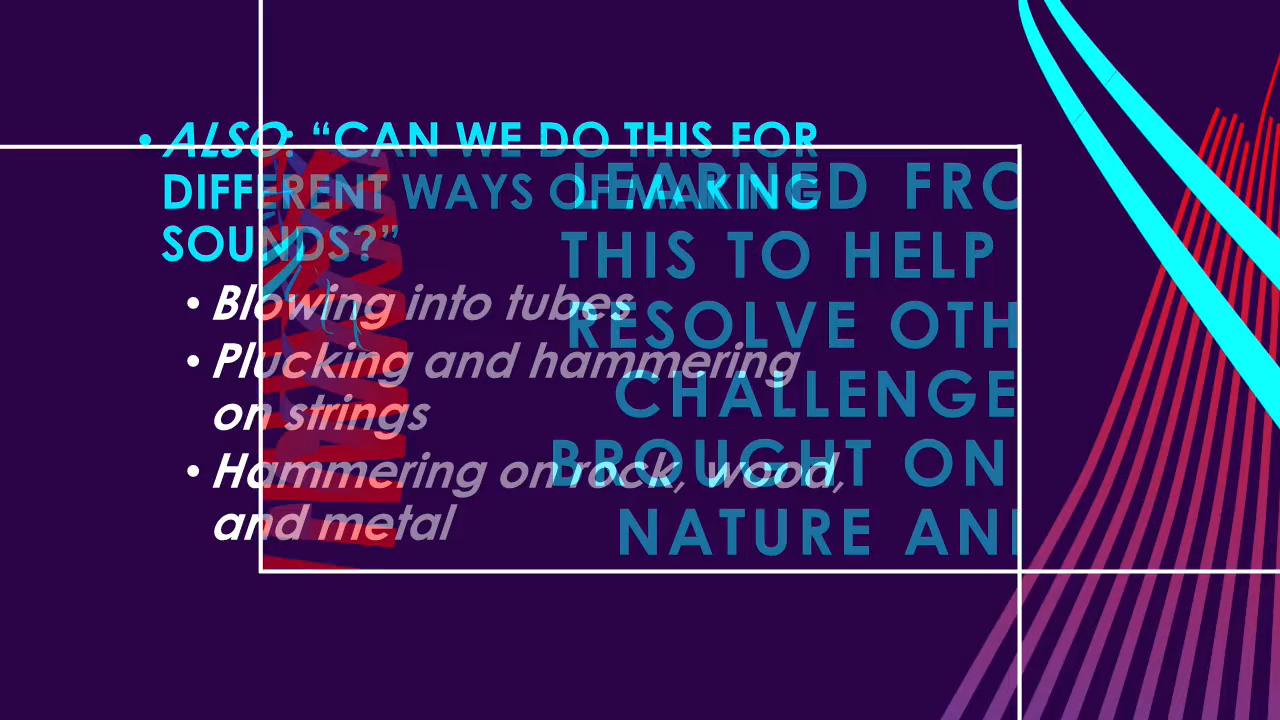 • ALSO: “CAN WE DO THIS FOR
DIFFERENT WAYS OF MAKING
SOUNDS?”
• Blowing into tubes
• Plucking and hammering
on strings
• Hammering on rock, wood,
and metal
LEARNED FRO
THIS TO HELP
RESOLVE OTH
CHALLENGE
BROUGHT ON
NATURE AN